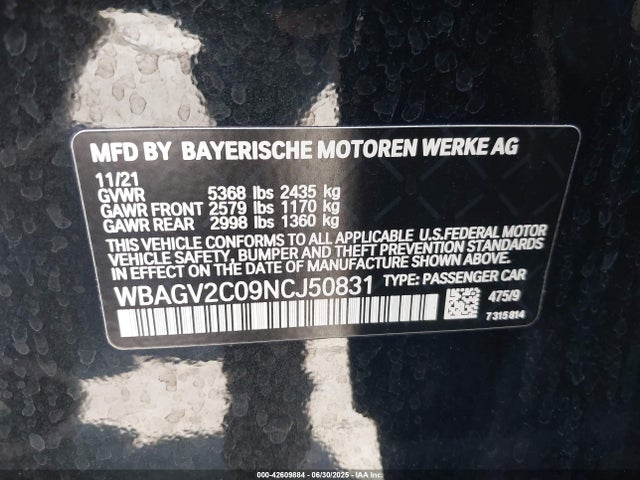 MFD BY BAYERISCHE MOTOREN WERKE AG
11/21
GVWR 5368 lbs 2435 kg
GAWR FRONT 2579 lbs 1170 kg
GAWR REAR 2998 lbs 1360 kg
THIS VEHICLE CONFORMS TO ALL APPLICABLE U.S.FEDERAL MOTOR
VEHICLE SAFETY, BUMPER, AND THEFT PREVENTION STANDARDS
IN EFFECT ON THE DATE OF MANUFACTURE SHOWN ABOVE.
WBAGV2C09NCJ50831 TYPE: PASSENGER CAR
475/9
7 315 814
000-42609884 - 06/30/2025 - IAA Inc.